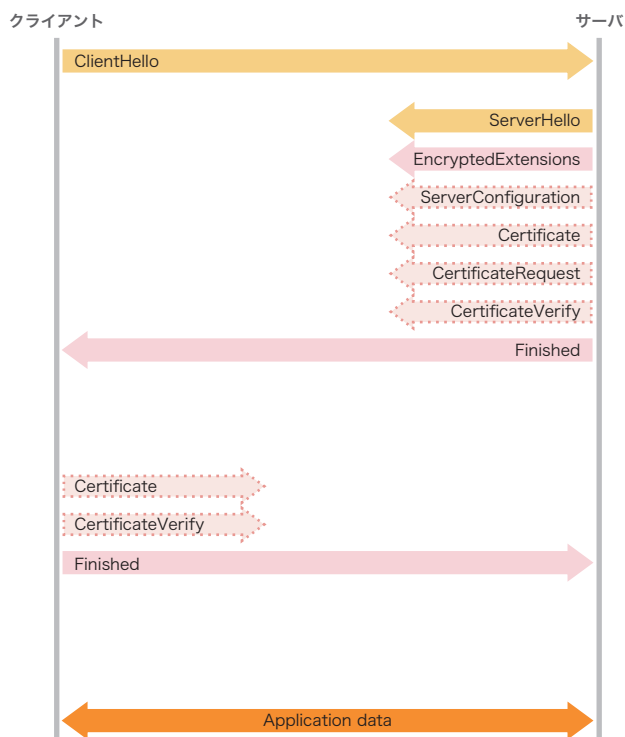 クライアント
サーバ
ClientHello
ServerHello
EncryptedExtensions
ServerConfiguration
Certificate
CertificateRequest
CertificateVerify
Finished
Certificate
CertificateVerify
Finished
Application data